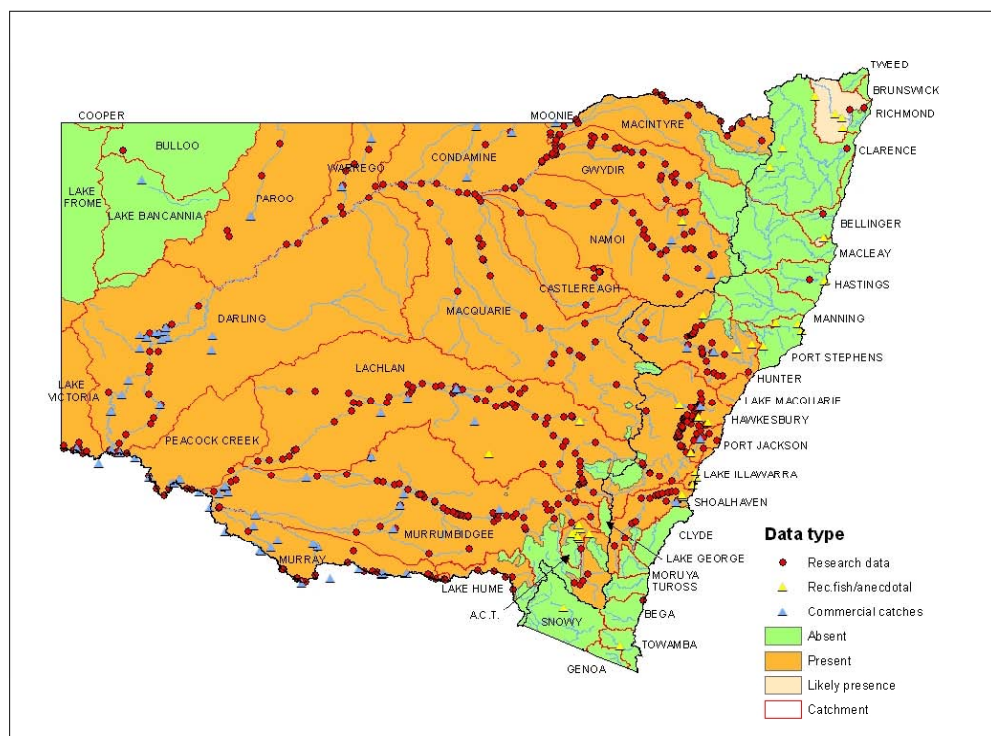 TWEED
BRUNSWICK
RICHMOND
COOPER
MOONIE
MACINTYRE
BULLOO
CONDAMINE
CLARENCE
WARREGO
GWYDIR
LAKE
FROME
PAROO
LAKE BANCANNIA
BELLINGER
NAMOI
MACLEAY
CASTLEREAGH
HASTINGS
DARLING
MACQUARIE
MANNING
PORT STEPHENS
LACHLAN
HUNTER
LAKE
VICTORIA
LAKE MACQUARIE
HAWKESBURY
PEACOCK CREEK
PORT JACKSON
LAKE ILLAWARRA
SHOALHAVEN
MURRUMBIDGEE
CLYDE
MURRAY
LAKE GEORGE
LAKE HUME
MORUYA
TUROSS
A.C.T.
BEGA
SNOWY
TOWAMBA
GENOA
Data type
Research data
Rec.fish/anecdotal
Commercial catches
Absent
Present
Likely presence
Catchment